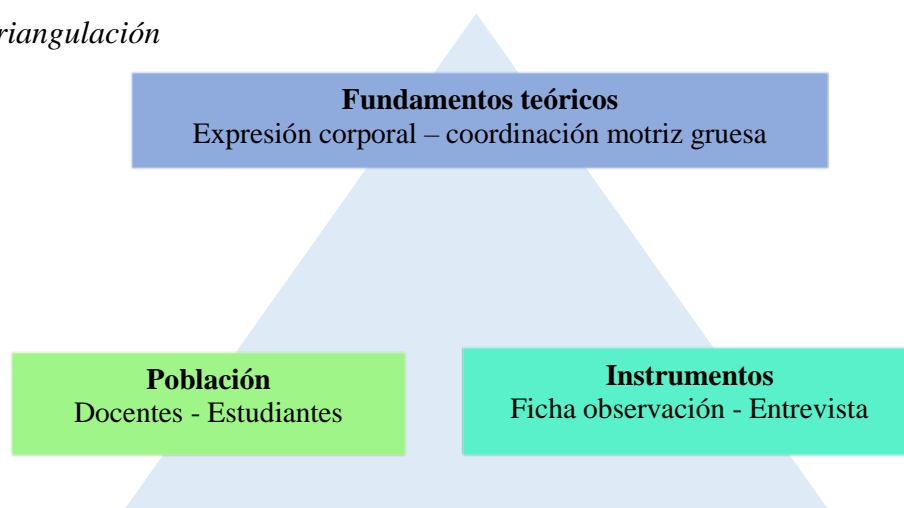 riangulación
Fundamentos teóricos
Expresión corporal – coordinación motriz gruesa
Población
Docentes - Estudiantes
Instrumentos
Ficha observación - Entrevista